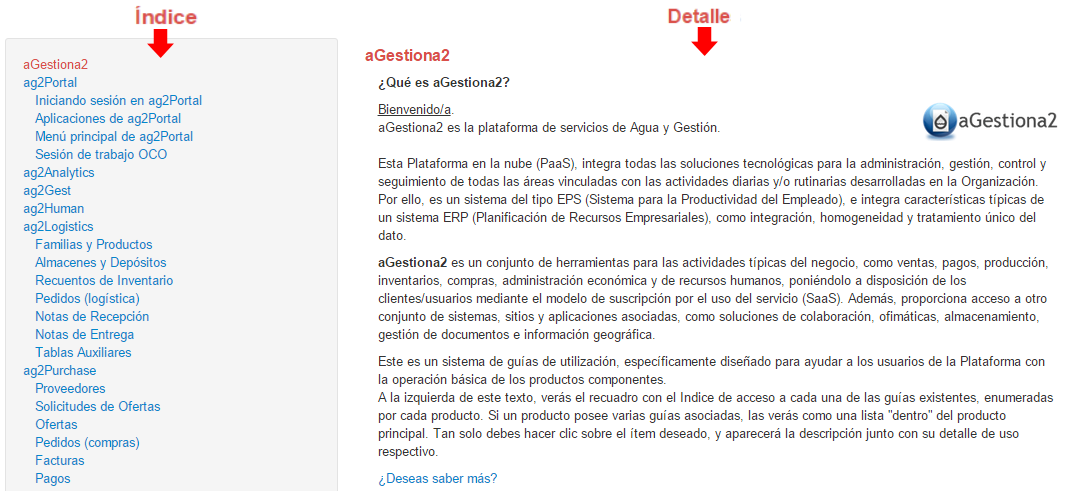 Índice
aGestiona2
ag2Portal
Iniciando sesión en ag2Portal
Aplicaciones de ag2Portal
Menú principal de ag2Portal
Sesión de trabajo OCO
ag2Analytics
ag2Gest
ag2Human
ag2Logistics
Familias y Productos
Almacenes y Depósitos
Recuentos de Inventario
Pedidos (logística)
Notas de Recepción
Notas de Entrega
Tablas Auxiliares
ag2Purchase
Proveedores
Solicitudes de Ofertas
Ofertas
Pedidos (compras)
Facturas
Pagos
Detalle
aGestiona2
¿Qué es aGestiona2?
Bienvenido/a.
aGestiona2 es la plataforma de servicios de Agua y Gestión.
aGestiona2
Esta Plataforma en la nube (PaaS), integra todas las soluciones tecnológicas para la administración, gestión, control y
seguimiento de todas las áreas vinculadas con las actividades diarias y/o rutinarias desarrolladas en la Organización.
Por ello, es un sistema del tipo EPS (Sistema para la Productividad del Empleado), e integra características típicas de
un sistema ERP (Planificación de Recursos Empresariales), como integración, homogeneidad y tratamiento único del
dato.
aGestiona2 es un conjunto de herramientas para las actividades típicas del negocio, como ventas, pagos, producción,
inventarios, compras, administración económica y de recursos humanos, poniéndolo a disposición de los
clientes/usuarios mediante el modelo de suscripción por el uso del servicio (SaaS). Además, proporciona acceso a otro
conjunto de sistemas, sitios y aplicaciones asociadas, como soluciones de colaboración, ofimáticas, almacenamiento,
gestión de documentos e información geográfica.
Este es un sistema de guías de utilización, específicamente diseñado para ayudar a los usuarios de la Plataforma con
la operación básica de los productos componentes.
A la izquierda de este texto, verás el recuadro con el Indice de acceso a cada una de las guías existentes, enumeradas
por cada producto. Si un producto posee varias guías asociadas, las verás como una lista "dentro" del producto
principal. Tan solo debes hacer clic sobre el ítem deseado, y aparecerá la descripción junto con su detalle de uso
respectivo.
¿Deseas saber más?